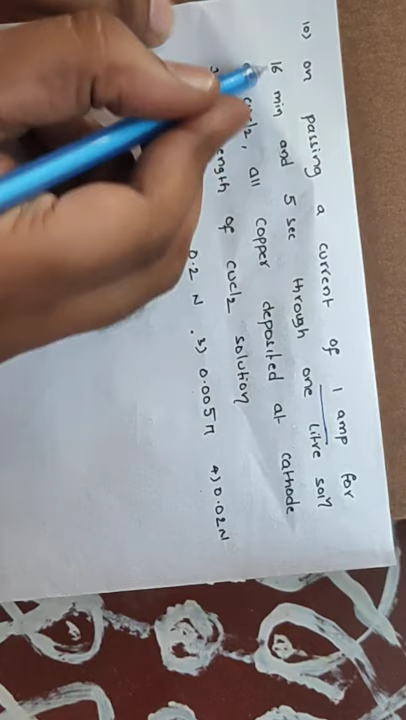 10) on passing a current of 1 amp for
16 min and 5 sec through one litre soln
cucl2, all copper deposited at cathode
ength of cucl2 solution
0.2 N . 3) 0.005M 4) 0.02N